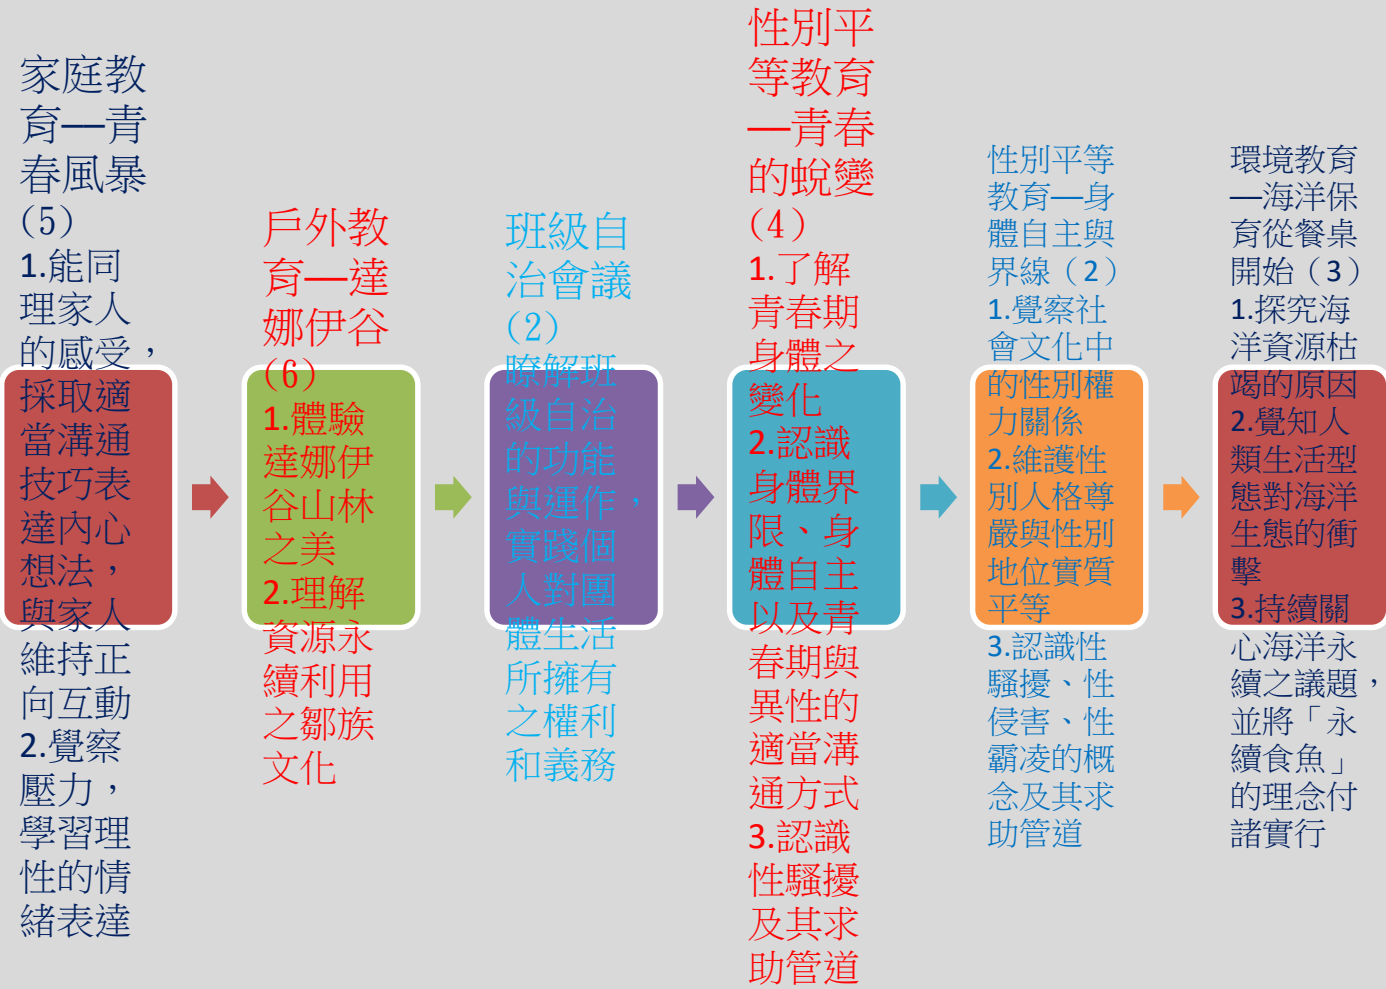 家庭教
育—青
春風暴
(5)
1.能同
理家人
的感受，
採取適
當溝通
技巧表
達內心
想法，
與家人
維持正
向互動
2.覺察
壓力，
學習理
性的情
緒表達
戶外教
育—達
娜伊谷
(6)
1.體驗
達娜伊
谷山林
之美
2.理解
資源永
續利用
之鄒族
文化
班級自
治會議
(2)
瞭解班
級自治
的功能
與運作，
實踐個
人對團
體生活
所擁有
之權利
和義務
性別平
等教育
—青春
的蛻變
(4)
1.了解
青春期
身體之
變化
2.認識
身體界
限、身
體自主
以及青
春期與
異性的
適當溝
通方式
3.認識
性騷擾
及其求
助管道
性別平等
教育—身
體自主與
界線（2）
1.覺察社
會文化中
的性別權
力關係
2.維護性
別人格尊
嚴與性別
地位實質
平等
3.認識性
騷擾、性
侵害、性
霸凌的概
念及其求
助管道
環境教育
—海洋保
育從餐桌
開始（3）
1.探究海
洋資源枯
竭的原因
2.覺知人
類生活型
態對海洋
生態的衝
擊
3.持續關
心海洋永
續之議題，
並將「永
續食魚」
的理念付
諸實行